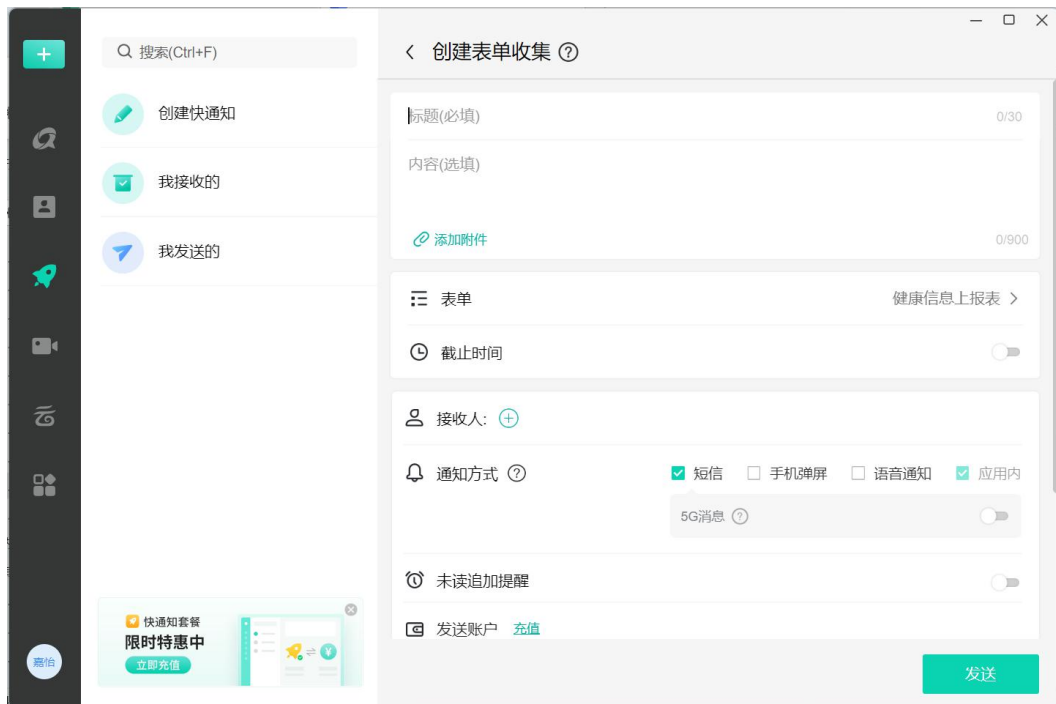 搜索(Ctrl+F)
创建快通知
我接收的
我发送的
快通知套餐
限时特惠中
立即充值
嘉怡
创建表单收集
标题(必填)
0/30
内容(选填)
添加附件
0/900
表单
健康信息上报表
截止时间
接收人:
通知方式
短信 手机弹屏 语音通知 应用内
5G消息
未读追加提醒
发送账户 充值
发送